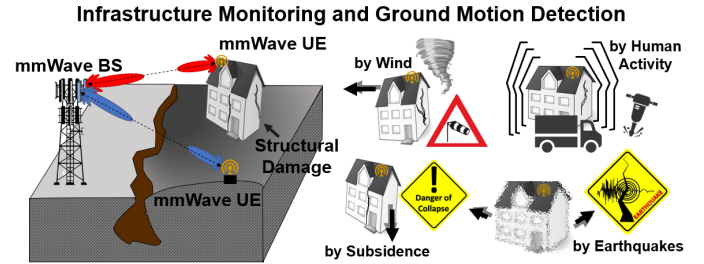 Infrastructure Monitoring and Ground Motion Detection
mmWave UE
mmWave BS
Structural
Damage
mmWave UE
by Wind
by Human
Activity
Danger of
Collapse
by Subsidence
EARTHQUAKE
by Earthquakes